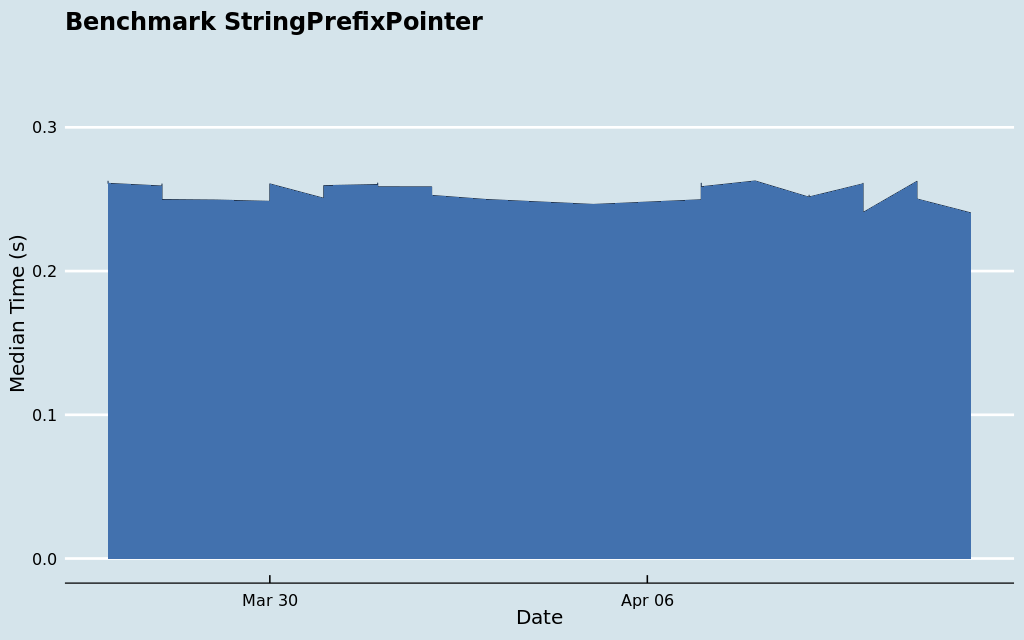 Benchmark StringPrefixPointer
0.3
0.2
0.1
0.0
Median Time (s)
Mar 30
Apr 06
Date